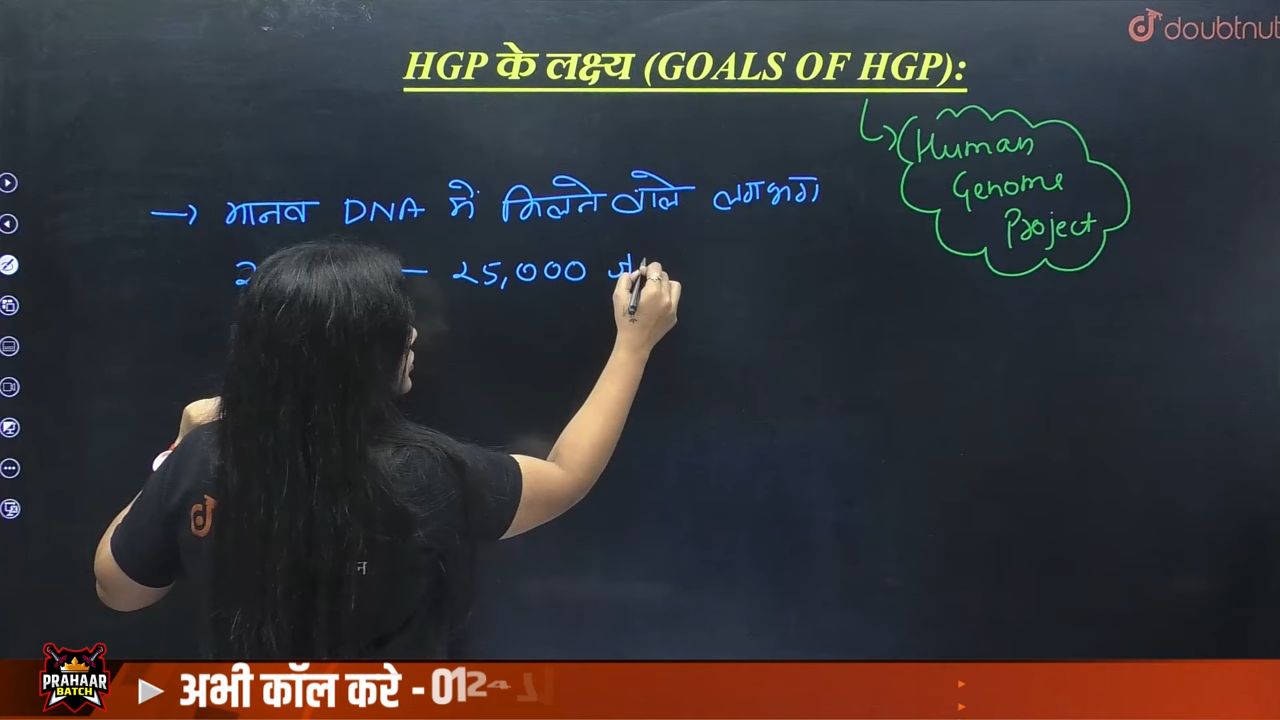 doubtnut
HGP के लक्ष्य (GOALS OF HGP):
Human
Genome
Project
→ मानव DNA में मिलने वाले लगभग
— 25,000
न
PRAHAAR
BATCH
अभी कॉल करे - 012